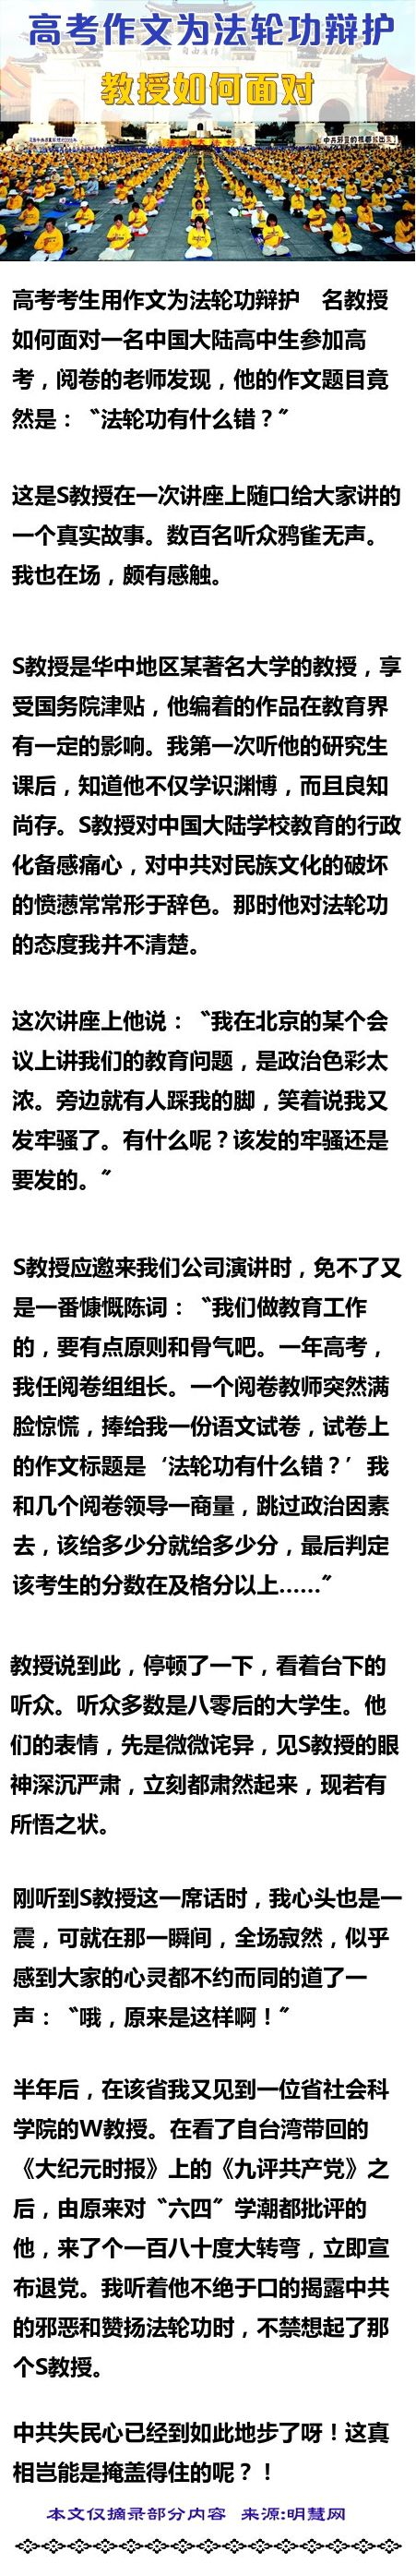 高考作文为法轮功辩护
教授如何面对
高考考生用作文为法轮功辩护　名教授
如何面对一名中国大陆高中生参加高
考，阅卷的老师发现，他的作文题目竟
然是：〝法轮功有什么错？〞
这是S教授在一次讲座上随口给大家讲的
一个真实故事。数百名听众鸦雀无声。
我也在场，颇有感触。
S教授是华中地区某著名大学的教授，享
受国务院津贴，他编着的作品在教育界
有一定的影响。我第一次听他的研究生
课后，知道他不仅学识渊博，而且良知
尚存。S教授对中国大陆学校教育的行政
化备感痛心，对中共对民族文化的破坏
的愤懑常常形于辞色。那时他对法轮功
的态度我并不清楚。
这次讲座上他说：〝我在北京的某个会
议上讲我们的教育问题，是政治色彩太
浓。旁边就有人踩我的脚，笑着说我又
发牢骚了。有什么呢？该发的牢骚还是
要发的。〞
S教授应邀来我们公司演讲时，免不了又
是一番慷慨陈词：〝我们做教育工作
的，要有点原则和骨气吧。一年高考，
我任阅卷组组长。一个阅卷教师突然满
脸惊慌，捧给我一份语文试卷，试卷上
的作文标题是‘法轮功有什么错？’我
和几个阅卷领导一商量，跳过政治因素
去，该给多少分就给多少分，最后判定
该考生的分数在及格分以上……〞
教授说到此，停顿了一下，看着台下的
听众。听众多数是八零后的大学生。他
们的表情，先是微微诧异，见S教授的眼
神深沉严肃，立刻都肃然起来，现若有
所悟之状。
刚听到S教授这一席话时，我心头也是一
震，可就在那一瞬间，全场寂然，似乎
感到大家的心灵都不约而同的道了一
声：〝哦，原来是这样啊！〞
半年后，在该省我又见到一位省社会科
学院的W教授。在看了自台湾带回的
《大纪元时报》上的《九评共产党》之
后，由原来对〝六四〞学潮都批评的
他，来了个一百八十度大转弯，立即宣
布退党。我听着他不绝于口的揭露中共
的邪恶和赞扬法轮功时，不禁想起了那
个S教授。
中共失民心已经到如此地步了呀！这真
相岂能是掩盖得住的呢？！
本文仅摘录部分内容　来源:明慧网